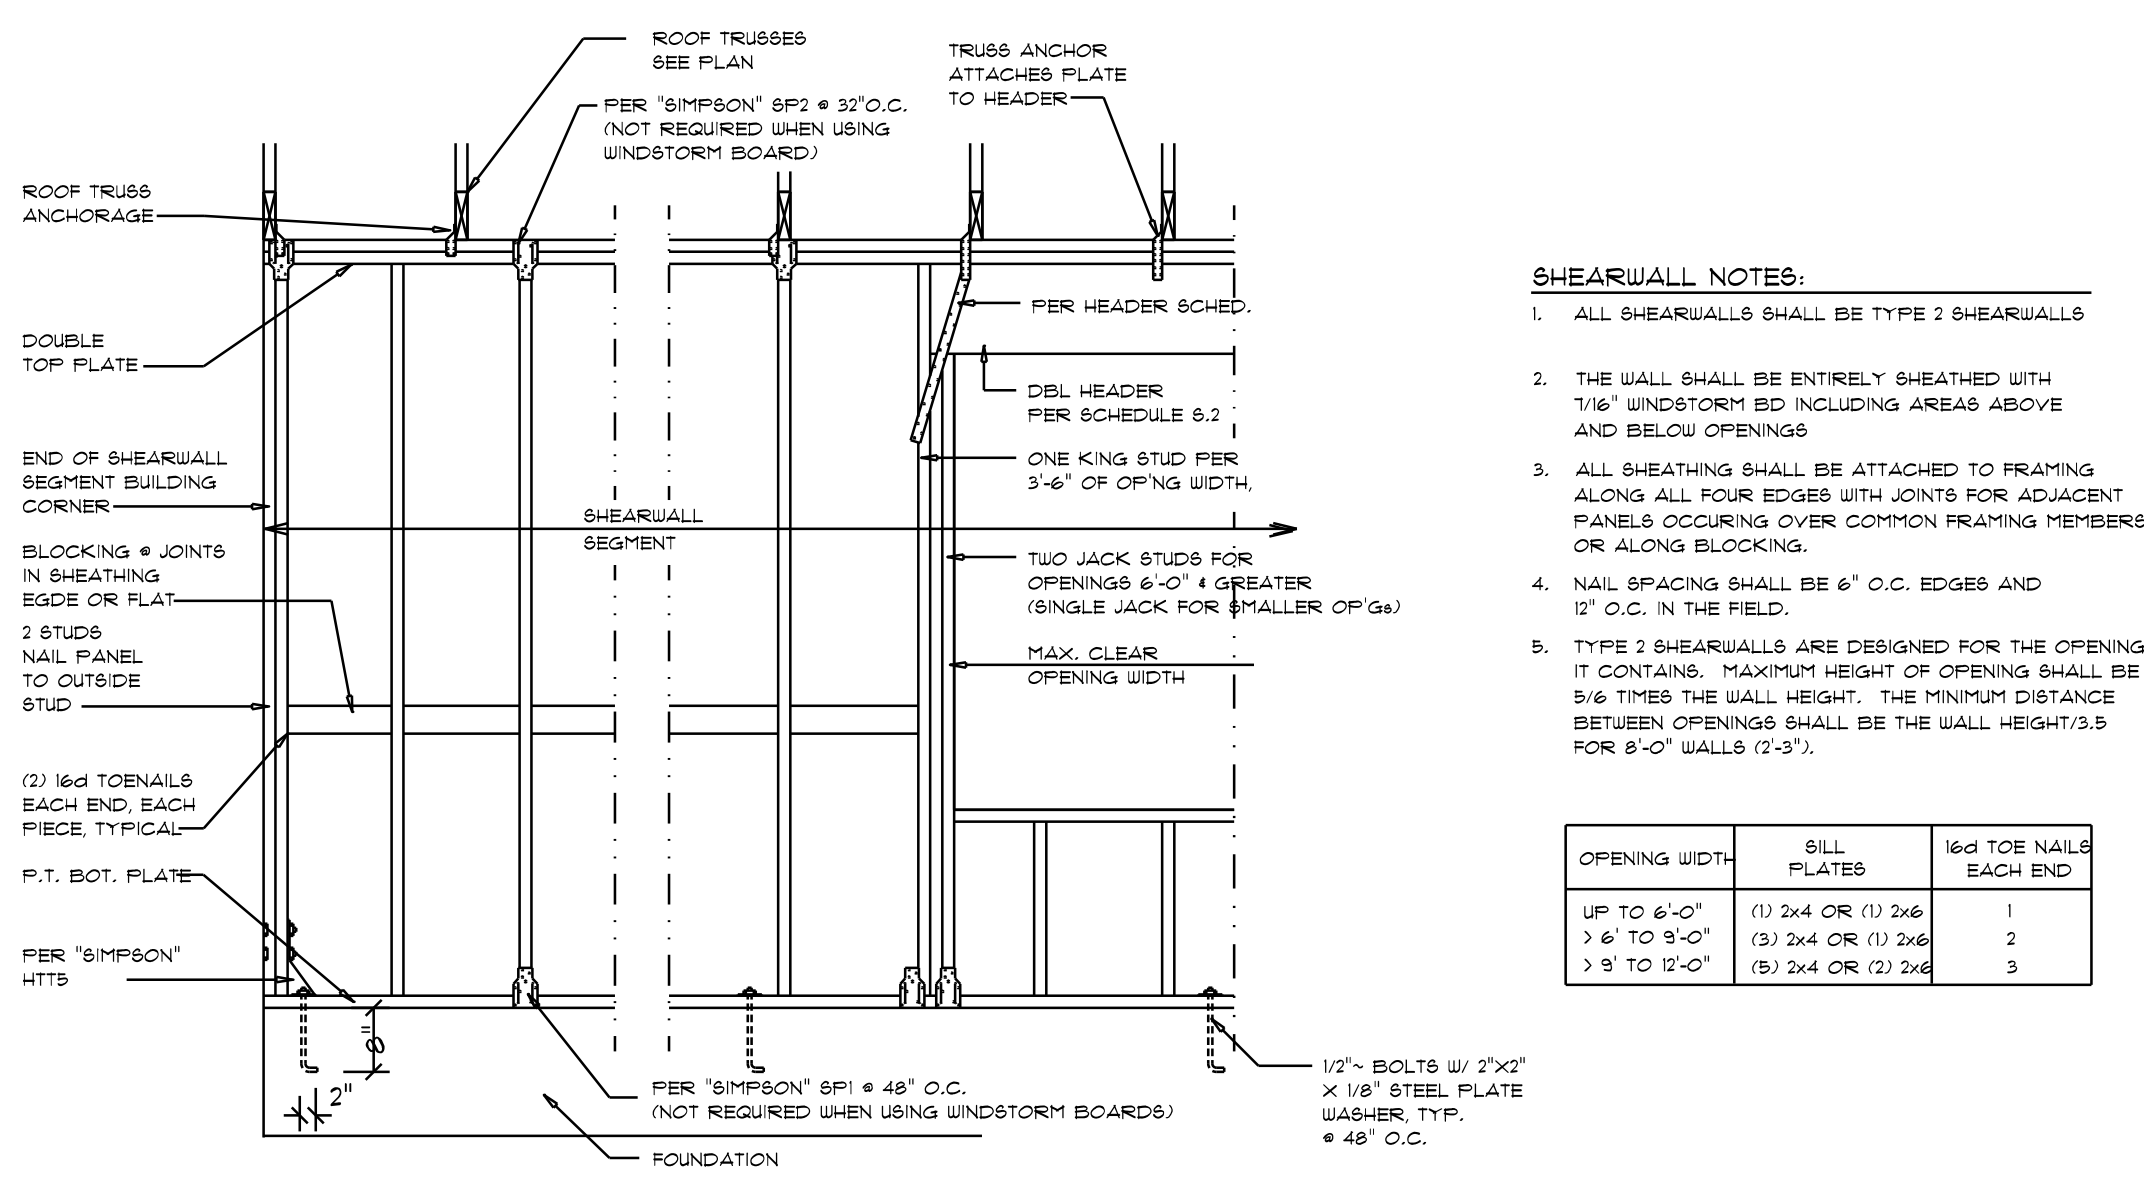 ROOF TRUSSES
SEE PLAN
TRUSS ANCHOR
ATTACHES PLATE
TO HEADER
PER "SIMPSON" SP2 @ 32"O.C.
(NOT REQUIRED WHEN USING
WINDSTORM BOARD)
ROOF TRUSS
ANCHORAGE
DOUBLE
TOP PLATE
END OF SHEARWALL
SEGMENT BUILDING
CORNER
BLOCKING @ JOINTS
IN SHEATHING
EGDE OR FLAT
2 STUDS
NAIL PANEL
TO OUTSIDE
STUD
(2) 16d TOENAILS
EACH END, EACH
PIECE, TYPICAL
P.T. BOT. PLATE
PER "SIMPSON"
HTT5
SHEARWALL
SEGMENT
PER HEADER SCHED.
DBL HEADER
PER SCHEDULE S.2
ONE KING STUD PER
3'-6" OF OP'NG WIDTH,
TWO JACK STUDS FOR
OPENINGS 6'-0" & GREATER
(SINGLE JACK FOR SMALLER OP'Gs)
MAX. CLEAR
OPENING WIDTH
8"
2"
PER "SIMPSON" SP1 @ 48" O.C.
(NOT REQUIRED WHEN USING WINDSTORM BOARDS)
FOUNDATION
1/2"~ BOLTS W/ 2"X2"
X 1/8" STEEL PLATE
WASHER, TYP.
@ 48" O.C.
SHEARWALL NOTES:
1. ALL SHEARWALLS SHALL BE TYPE 2 SHEARWALLS
2. THE WALL SHALL BE ENTIRELY SHEATHED WITH
7/16" WINDSTORM BD INCLUDING AREAS ABOVE
AND BELOW OPENINGS
3. ALL SHEATHING SHALL BE ATTACHED TO FRAMING
ALONG ALL FOUR EDGES WITH JOINTS FOR ADJACENT
PANELS OCCURING OVER COMMON FRAMING MEMBERS
OR ALONG BLOCKING.
4. NAIL SPACING SHALL BE 6" O.C. EDGES AND
12" O.C. IN THE FIELD.
5. TYPE 2 SHEARWALLS ARE DESIGNED FOR THE OPENING
IT CONTAINS. MAXIMUM HEIGHT OF OPENING SHALL BE
5/6 TIMES THE WALL HEIGHT. THE MINIMUM DISTANCE
BETWEEN OPENINGS SHALL BE THE WALL HEIGHT/3.5
FOR 8'-0" WALLS (2'-3").
OPENING WIDTH
SILL
PLATES
16d TOE NAILS
EACH END
UP TO 6'-0" (1) 2x4 OR (1) 2x6 1
> 6' TO 9'-0" (3) 2x4 OR (1) 2x6 2
> 9' TO 12'-0" (5) 2x4 OR (2) 2x6 3